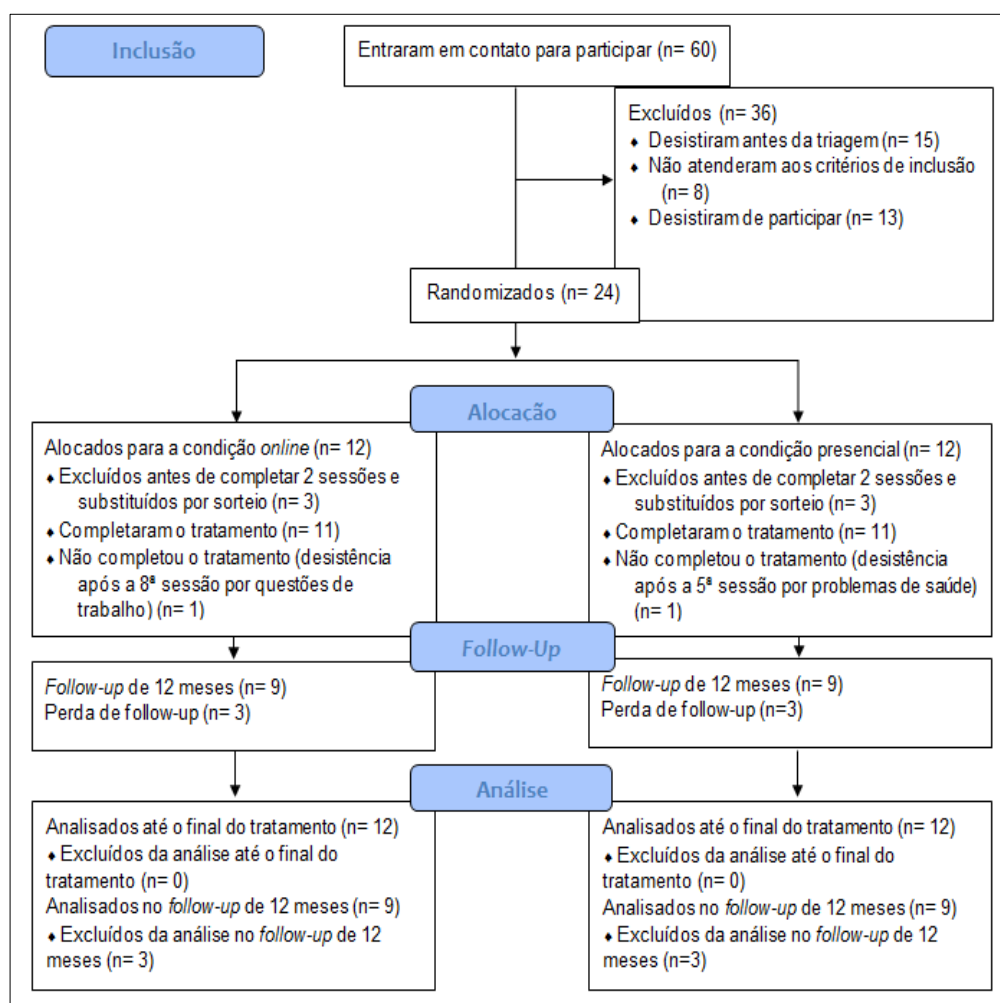 Inclusão
Entraram em contato para participar (n= 60)
Excluídos (n= 36)
♦ Desistiram antes da triagem (n= 15)
♦ Não atenderam aos critérios de inclusão
(n= 8)
♦ Desistiram de participar (n= 13)
Randomizados (n= 24)
Alocação
Alocados para a condição online (n= 12)
♦ Excluídos antes de completar 2 sessões e
substituídos por sorteio (n= 3)
♦ Completaram o tratamento (n= 11)
♦ Não completou o tratamento (desistência
após a 8ª sessão por questões de
trabalho) (n= 1)
Alocados para a condição presencial (n= 12)
♦ Excluídos antes de completar 2 sessões e
substituídos por sorteio (n= 3)
♦ Completaram o tratamento (n= 11)
♦ Não completou o tratamento (desistência
após a 5ª sessão por problemas de saúde)
(n= 1)
Follow-Up
Follow-up de 12 meses (n= 9)
Perda de follow-up (n= 3)
Follow-up de 12 meses (n= 9)
Perda de follow-up (n=3)
Análise
Analisados até o final do tratamento (n= 12)
♦ Excluídos da análise até o final do
tratamento (n= 0)
Analisados no follow-up de 12 meses (n= 9)
♦ Excluídos da análise no follow-up de 12
meses (n= 3)
Analisados até o final do tratamento (n= 12)
♦ Excluídos da análise até o final do
tratamento (n= 0)
Analisados no follow-up de 12 meses (n= 9)
♦ Excluídos da análise no follow-up de 12
meses (n=3)